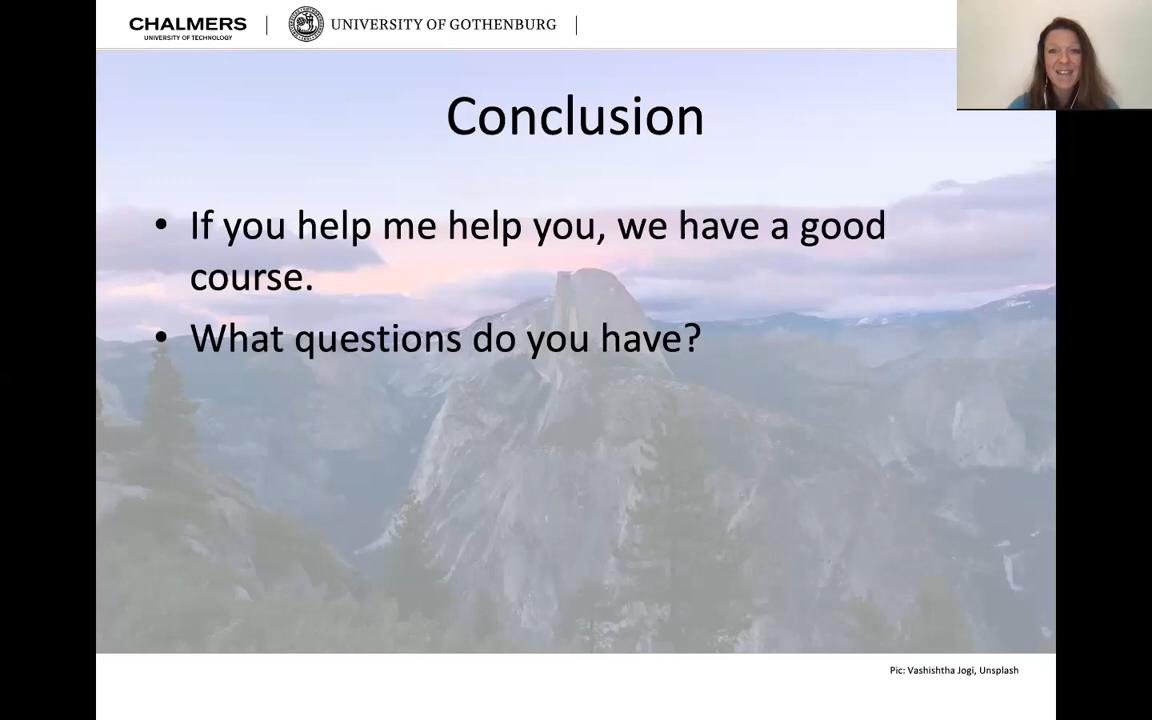 CHALMERS
UNIVERSITY OF TECHNOLOGY
UNIVERSITY OF GOTHENBURG
Conclusion
• If you help me help you, we have a good
course.
• What questions do you have?
Pic: Vashishtha Jogi, Unsplash